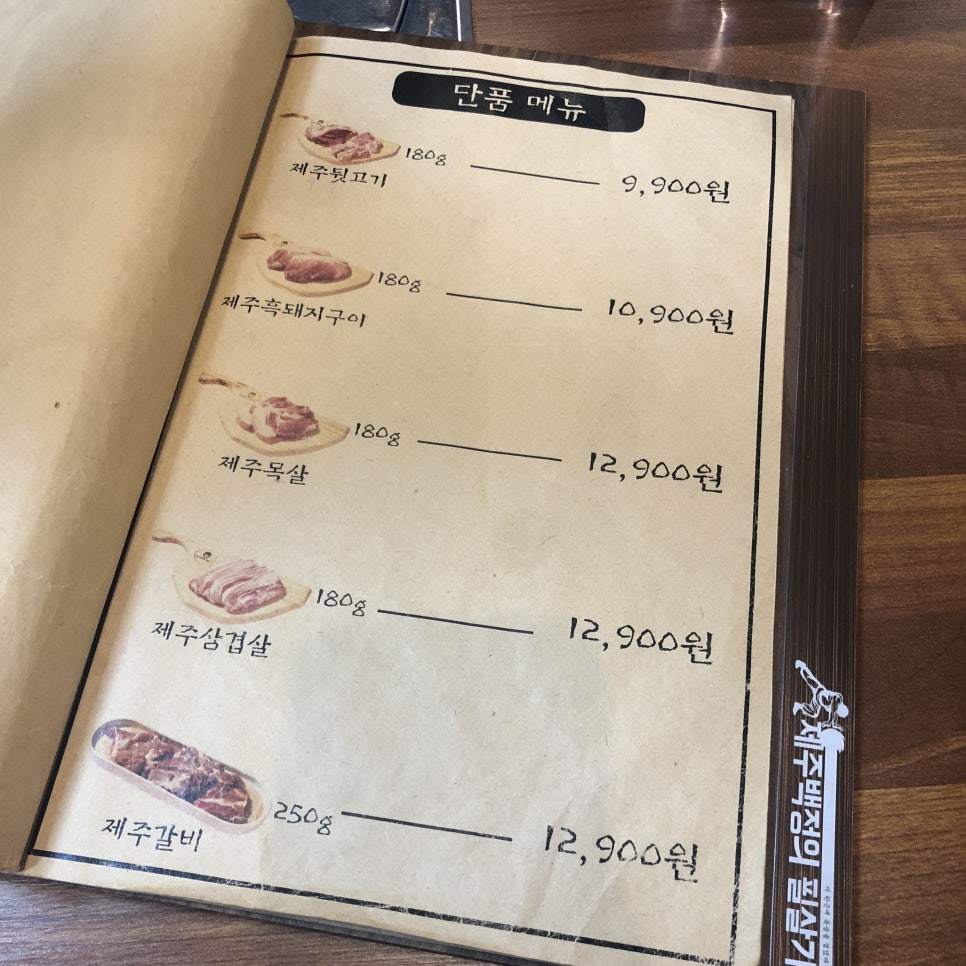 단품 메뉴
180g
제주뒷고기
9,900원
180g
제주흑돼지구이
10,900원
180g
제주목살
12,900원
180g
제주삼겹살
12,900원
250g
제주갈비
12,900원
제주백정의 필살기